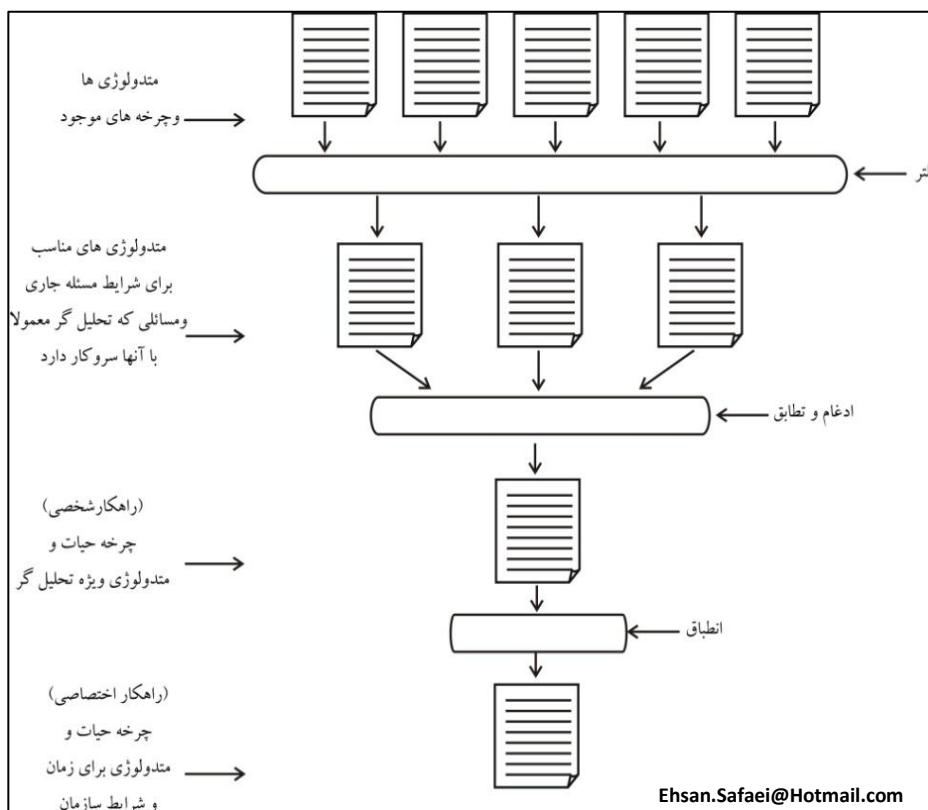 متدولوژی ها
وچرخه های موجود
متدولوژی های مناسب
برای شرایط مسئله جاری
ومسائلی که تحلیل گر معمولا
با آنها سروکار دارد
ادغام و تطابق
(راهکارشخصی)
چرخه حیات و
متدولوژی ویژه تحلیل گر
انطباق
(راهکار اختصاصی)
چرخه حیات و
متدولوژی برای زمان
و شرایط سازمان
Ehsan.Safaei@Hotmail.com